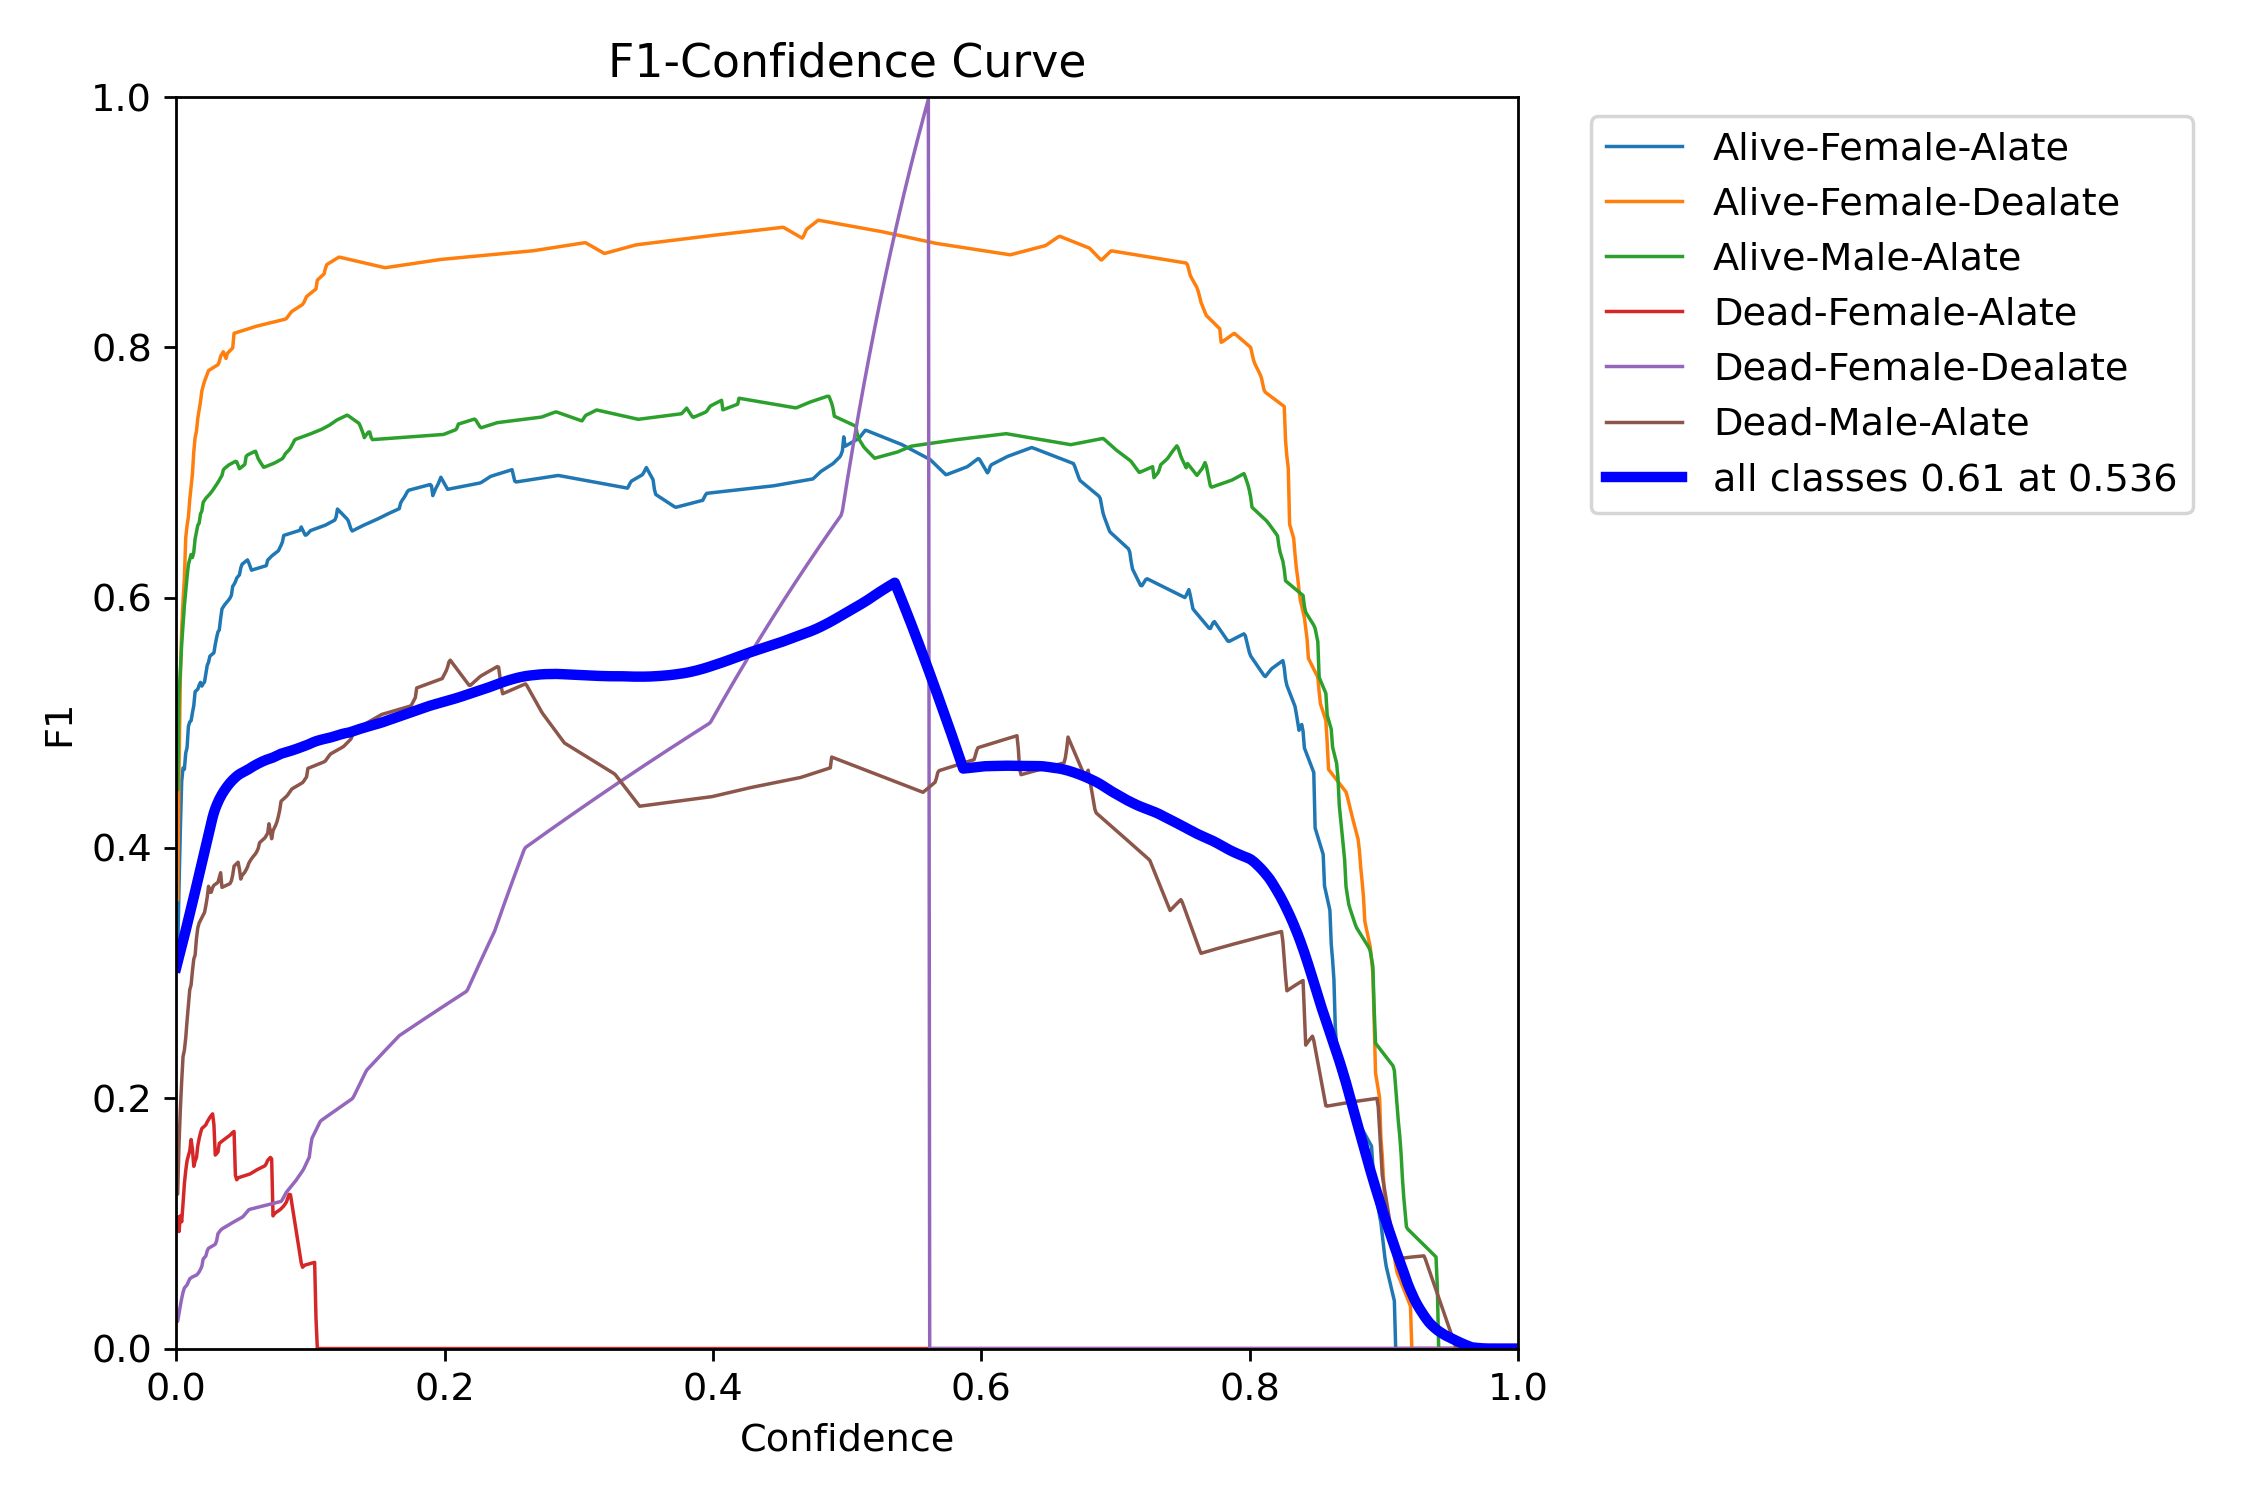 F1-Confidence Curve
1.0
0.8
0.6
0.4
0.2
0.0
F1
0.0 0.2 0.4 0.6 0.8 1.0
Confidence
Alive-Female-Alate
Alive-Female-Dealate
Alive-Male-Alate
Dead-Female-Alate
Dead-Female-Dealate
Dead-Male-Alate
all classes 0.61 at 0.536